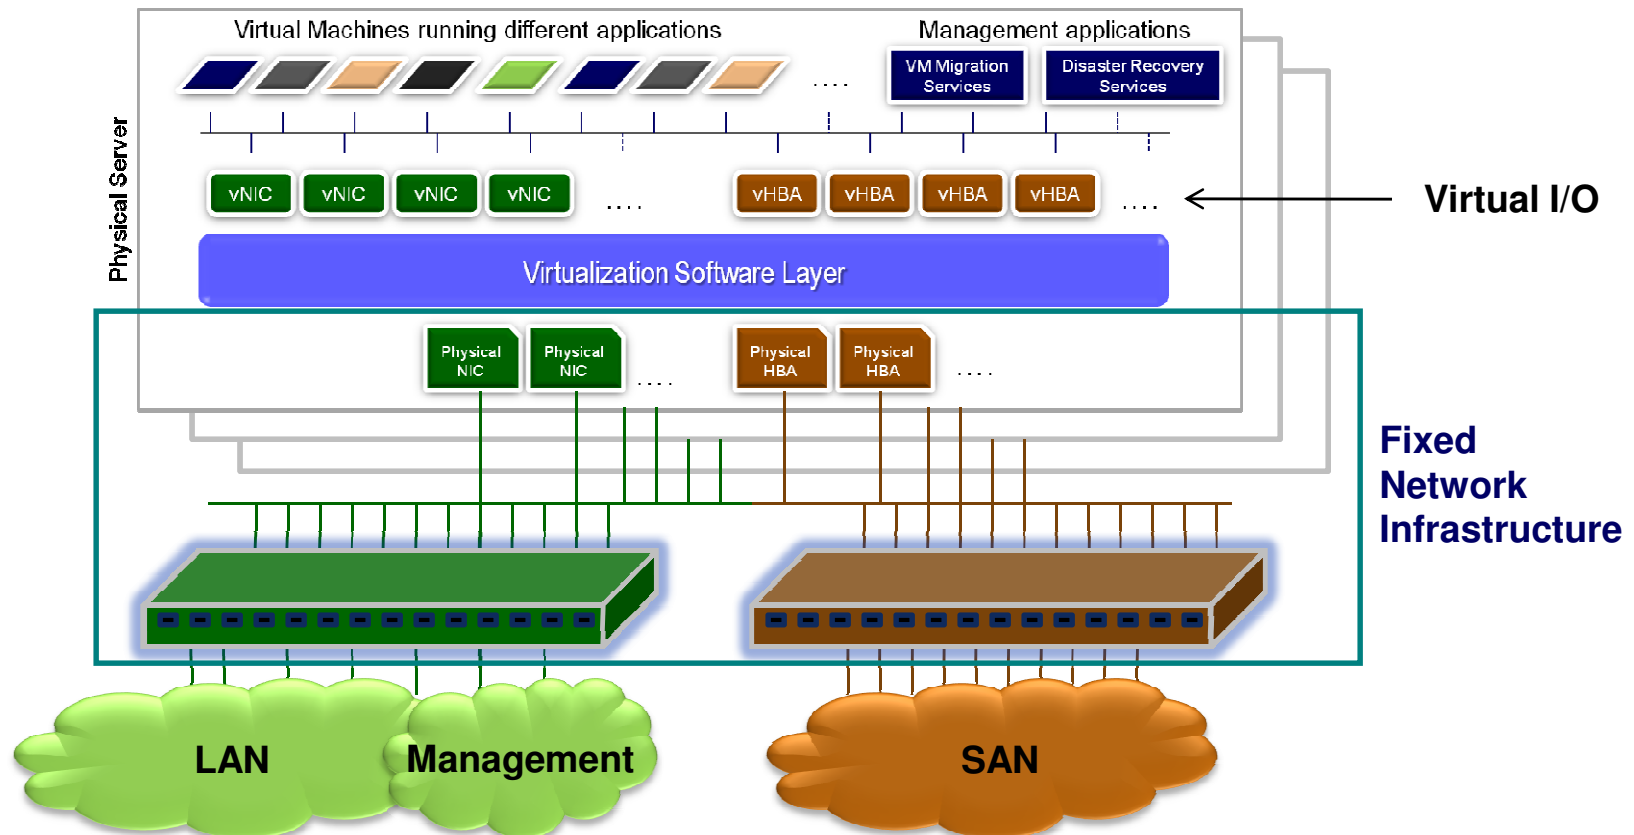 Virtual Machines running different applications
Management applications
VM Migration
Services
Disaster Recovery
Services
....
Physical Server
vNIC
vNIC
vNIC
vNIC
....
vHBA
vHBA
vHBA
vHBA
....
Virtual I/O
Virtualization Software Layer
Physical
NIC
Physical
NIC
....
Physical
HBA
Physical
HBA
....
Fixed
Network
Infrastructure
LAN
Management
SAN